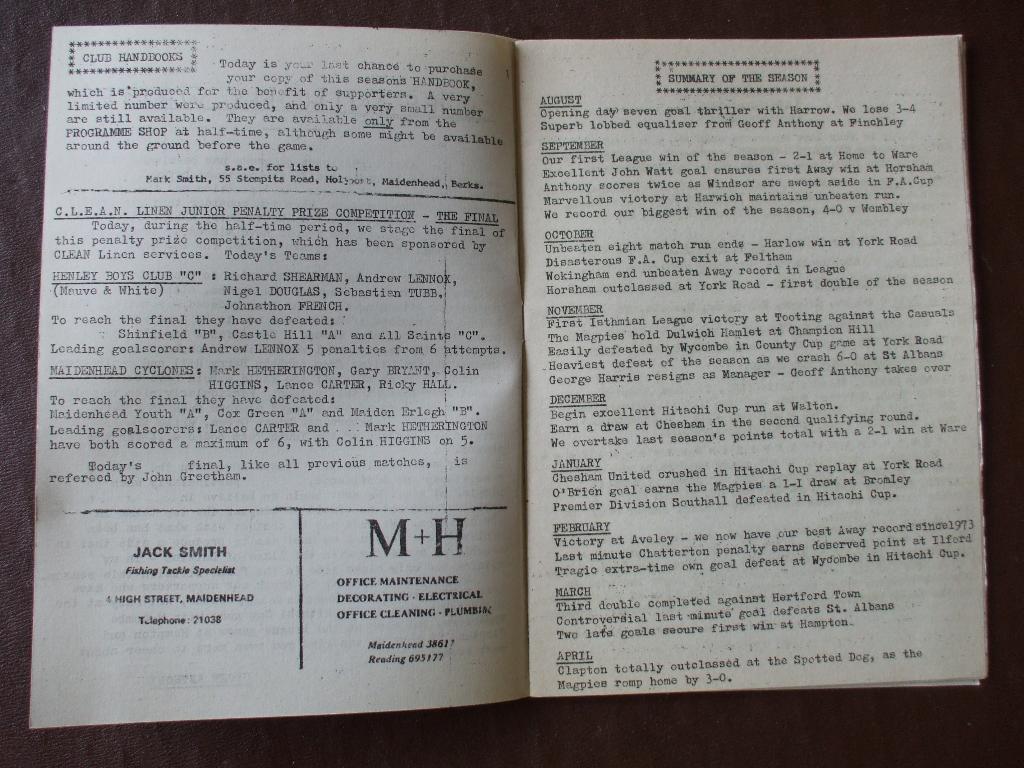 CLUB HANDBOOKS
Today is your last chance to purchase
your copy of this seasons HANDBOOK,
which is produced for the benefit of supporters. A very
limited number were produced, and only a very small number
are still available. They are available only from the
PROGRAMME SHOP at half-time, although some might be available
around the ground before the game.
s.a.e. for lists to
Mark Smith, 55 Stompits Road, Holyport, Maidenhead, Berks.
C.L.E.A.N. LINEN JUNIOR PENALTY PRIZE COMPETITION - THE FINAL
Today, during the half-time period, we stage the final of
this penalty prize competition, which has been sponsored by
CLEAN Linen services. Today's Teams:
HENLEY BOYS CLUB "C" : Richard SHEARMAN, Andrew LENNOX,
(Mauve & White) Nigel DOUGLAS, Sebastian TUBB,
Johnathon FRENCH.
To reach the final they have defeated:
Shinfield "B", Castle Hill "A" and All Saints "C".
Leading goalscorer: Andrew LENNOX 5 penalties from 6 attempts.
MAIDENHEAD CYCLONES: Mark HETHERINGTON, Gary BRYANT, Colin
HIGGINS, Lance CARTER, Ricky HALL.
To reach the final they have defeated:
Maidenhead Youth "A", Cox Green "A" and Maiden Erlegh "B".
Leading goalscorers: Lance CARTER and Mark HETHERINGTON
have both scored a maximum of 6, with Colin HIGGINS on 5.
Today's final, like all previous matches, is
refereed by John Greetham.
JACK SMITH
Fishing Tackle Specialist
4 HIGH STREET, MAIDENHEAD
Telephone: 21038
M+H
OFFICE MAINTENANCE
DECORATING · ELECTRICAL
OFFICE CLEANING · PLUMBING
Maidenhead 38617
Reading 695177
SUMMARY OF THE SEASON
AUGUST
Opening day seven goal thriller with Harrow. We lose 3-4
Superb lobbed equaliser from Geoff Anthony at Finchley
SEPTEMBER
Our first League win of the season - 2-1 at Home to Ware
Excellent John Watt goal ensures first Away win at Horsham
Anthony scores twice as Windsor are swept aside in F.A.Cup
Marvellous victory at Harwich maintains unbeaten run.
We record our biggest win of the season, 4-0 v Wembley
OCTOBER
Unbeaten eight match run ends - Harlow win at York Road
Disasterous F.A. Cup exit at Feltham
Wokingham end unbeaten Away record in League
Horsham outclassed at York Road - first double of the season
NOVEMBER
First Isthmian League victory at Tooting against the Casuals
The Magpies hold Dulwich Hamlet at Champion Hill
Easily defeated by Wycombe in County Cup game at York Road
Heaviest defeat of the season as we crash 6-0 at St Albans
George Harris resigns as Manager - Geoff Anthony takes over
DECEMBER
Begin excellent Hitachi Cup run at Walton.
Earn a draw at Chesham in the second qualifying round.
We overtake last season's points total with a 2-1 win at Ware
JANUARY
Chesham United crushed in Hitachi Cup replay at York Road
O'Brien goal earns the Magpies a 1-1 draw at Bromley
Premier Division Southall defeated in Hitachi Cup.
FEBRUARY
Victory at Aveley - we now have our best Away record since1973
Last minute Chatterton penalty earns deserved point at Ilford
Tragic extra-time own goal defeat at Wycombe in Hitachi Cup.
MARCH
Third double completed against Hertford Town
Controversial last minute goal defeats St. Albans
Two late goals secure first win at Hampton
APRIL
Clapton totally outclassed at the Spotted Dog, as the
Magpies romp home by 3-0.